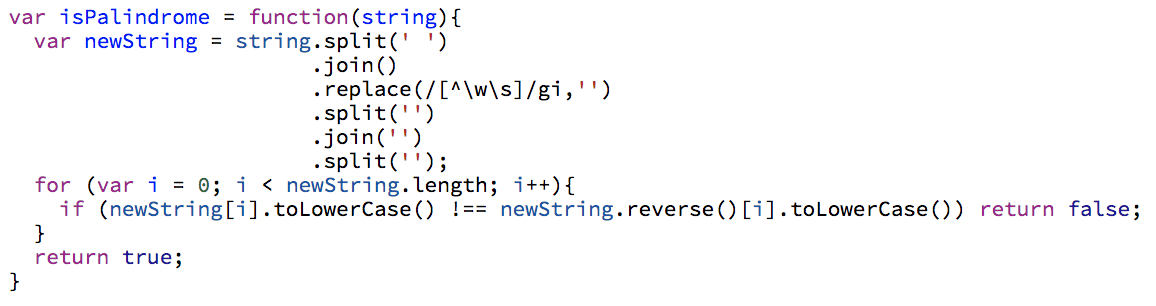 var isPalindrome = function(string){
  var newString = string.split(' ')
                        .join()
                        .replace(/[^\w\s]/gi,'')
                        .split('')
                        .join('')
                        .split('');
  for (var i = 0; i < newString.length; i++){
    if (newString[i].toLowerCase() !== newString.reverse()[i].toLowerCase()) return false;
  }
  return true;
}